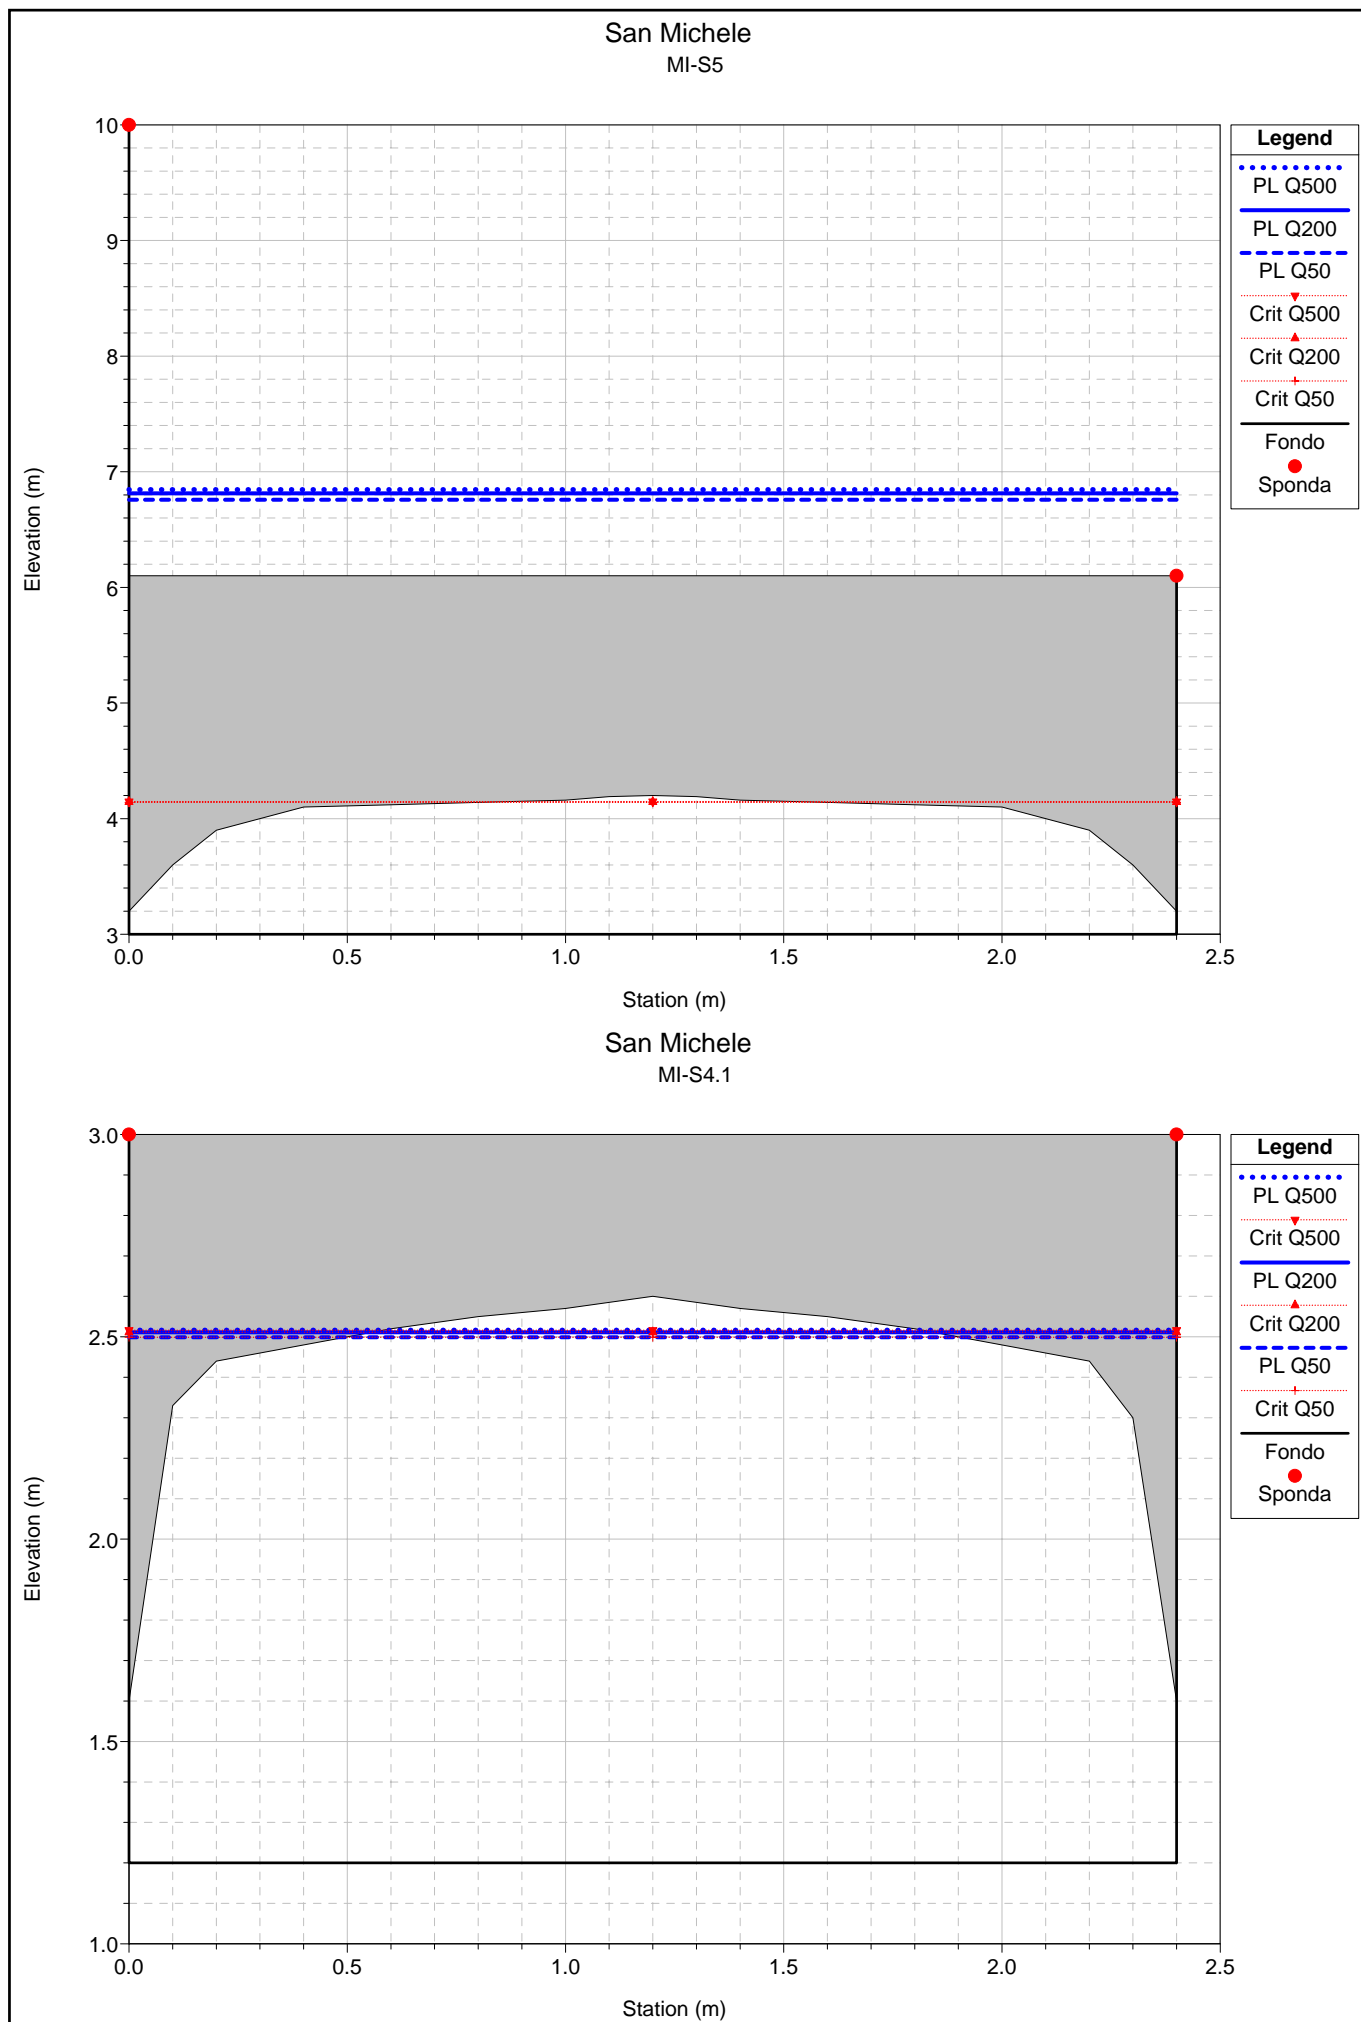 San Michele
MI-S5
10
9
8
7
6
5
4
3
0.0 0.5 1.0 1.5 2.0 2.5
Elevation (m)
Station (m)
Legend
PL Q500
PL Q200
PL Q50
Crit Q500
Crit Q200
Crit Q50
Fondo
Sponda
San Michele
MI-S4.1
3.0
2.5
2.0
1.5
1.0
0.0 0.5 1.0 1.5 2.0 2.5
Elevation (m)
Station (m)
Legend
PL Q500
Crit Q500
PL Q200
Crit Q200
PL Q50
Crit Q50
Fondo
Sponda